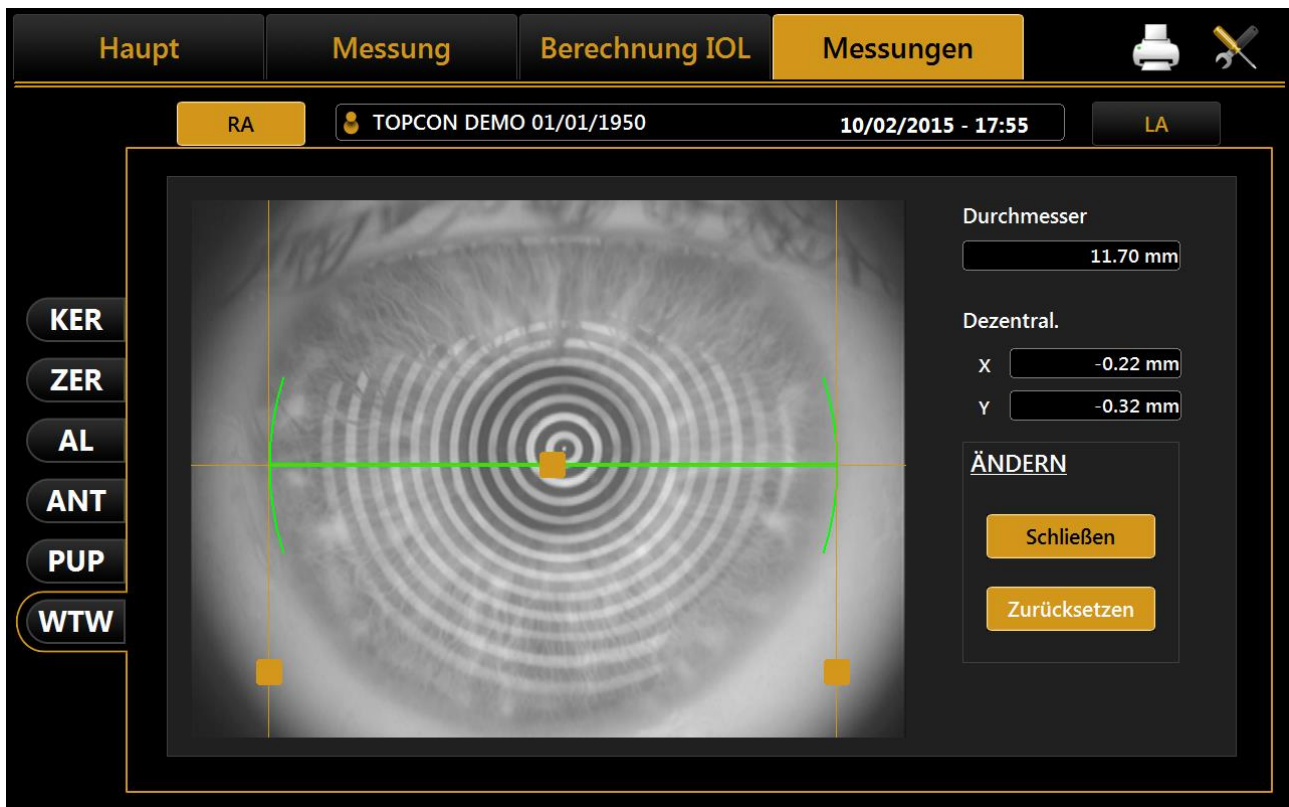 Haupt Messung Berechnung IOL Messungen
RA TOPCON DEMO 01/01/1950 10/02/2015 - 17:55 LA
Durchmesser
11.70 mm
Dezentral.
X -0.22 mm
Y -0.32 mm
ÄNDERN
Schließen
Zurücksetzen
KER
ZER
AL
ANT
PUP
WTW